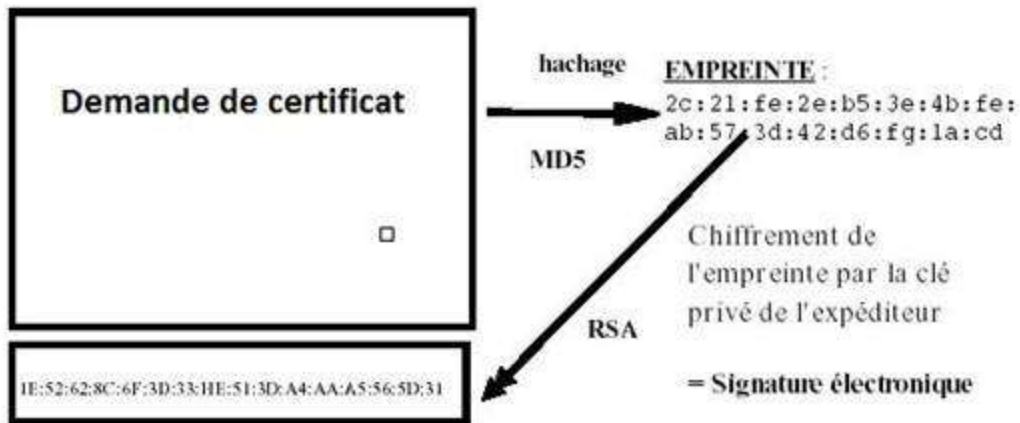 Demande de certificat
hachage
MD5
EMPREINTE :
2c:21:fe:2e:b5:3e:4b:fe:
ab:57:3d:42:d6:fg:1a:cd
Chiffrement de
l'empreinte par la clé
privé de l'expéditeur
RSA
= Signature électronique
1E:52:62:8C:6F:3D:33:HE:51:3D:A4:AA:A5:56:5D:31